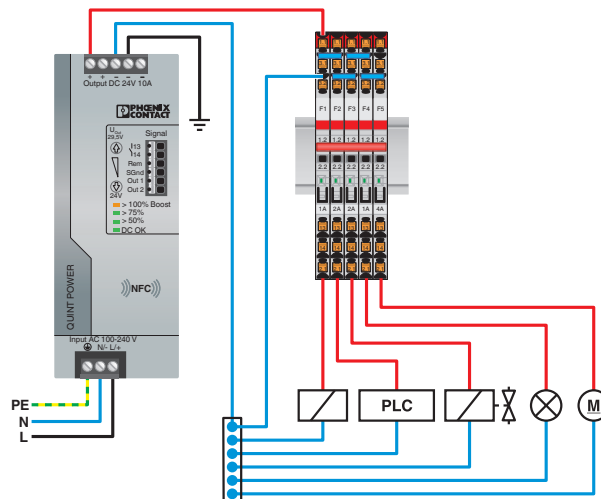 + + – – –
Output DC 24V 10A
PHŒNIX
CONTACT
UOut
29,5V
Signal
13
14
Rem
SGnd
Out 1
Out 2
24V
> 100% Boost
> 75%
> 50%
DC OK
NFC
QUINT POWER
Input AC 100-240 V
N/- L/+
PE
N
L
F1 F2 F3 F4 F5
1.2 1.2 1.2 1.2 1.2
2.2 2.2 2.2 2.2 2.2
1A 2A 2A 1A 4A
PLC
M